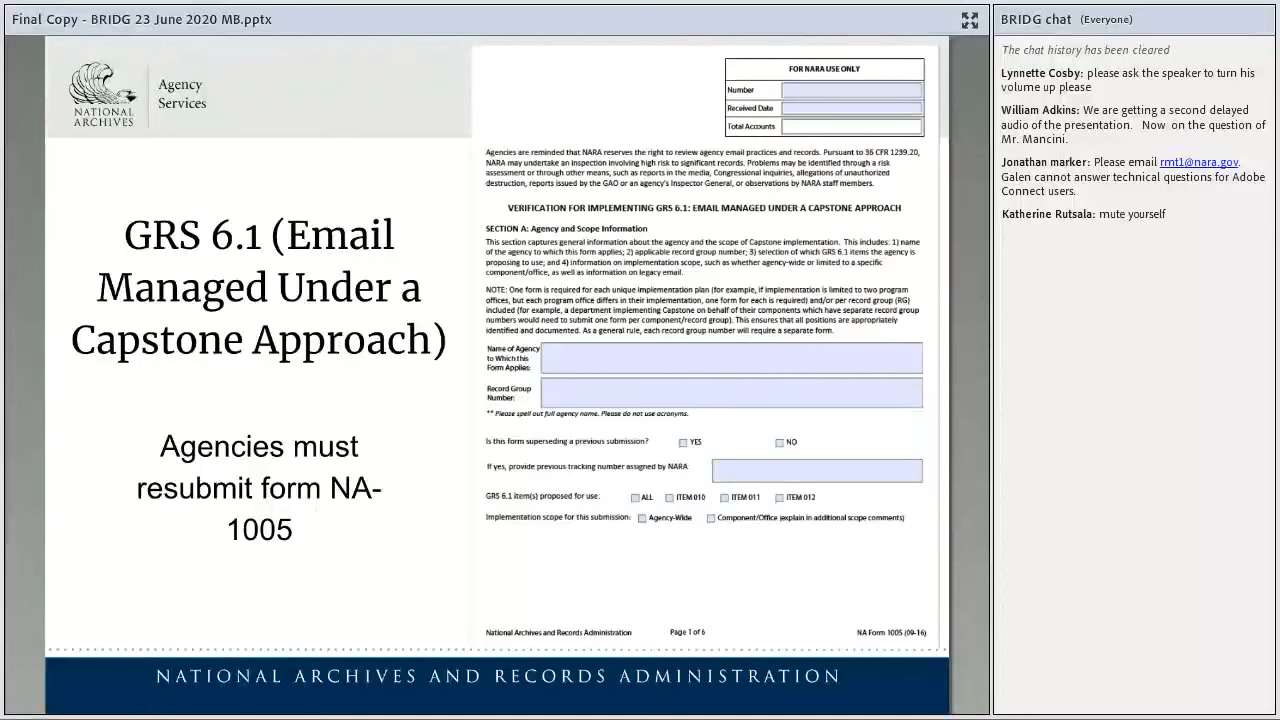 Final Copy - BRIDG 23 June 2020 MB.pptx
NATIONAL
ARCHIVES
Agency
Services
GRS 6.1 (Email
Managed Under a
Capstone Approach)
Agencies must
resubmit form NA-
1005
FOR NARA USE ONLY
Number
Received Date
Total Accounts
Agencies are reminded that NARA reserves the right to review agency email practices and records. Pursuant to 36 CFR 1239.20,
NARA may undertake an inspection involving high risk to significant records. Problems may be identified through a risk
assessment or through other means, such as reports in the media, Congressional inquiries, allegations of unauthorized
destruction, reports issued by the GAO or an agency's Inspector General, or observations by NARA staff members.
VERIFICATION FOR IMPLEMENTING GRS 6.1: EMAIL MANAGED UNDER A CAPSTONE APPROACH
SECTION A: Agency and Scope Information
This section captures general information about the agency and the scope of Capstone implementation. This includes: 1) name
of the agency to which this form applies; 2) applicable record group number; 3) selection of which GRS 6.1 items the agency is
proposing to use; and 4) information on implementation scope, such as whether agency-wide or limited to a specific
component/office, as well as information on legacy email.
NOTE: One form is required for each unique implementation plan (for example, if implementation is limited to two program
offices, but each program office differs in their implementation, one form for each is required) and/or per record group (RG)
included (for example, a department implementing Capstone on behalf of their components which have separate record group
numbers would need to submit one form per component/record group). This ensures that all positions are appropriately
identified and documented. As a general rule, each record group number will require a separate form.
Name of Agency
to Which this
Form Applies:
Record Group
Number:
** Please spell out full agency name. Please do not use acronyms.
Is this form superseding a previous submission? YES NO
If yes, provide previous tracking number assigned by NARA
GRS 6.1 item(s) proposed for use: ALL ITEM 010 ITEM 011 ITEM 012
Implementation scope for this submission: Agency-Wide Component/Office (explain in additional scope comments)
National Archives and Records Administration Page 1 of 6 NA Form 1005 (09-16)
NATIONAL ARCHIVES AND RECORDS ADMINISTRATION
BRIDG chat (Everyone)
The chat history has been cleared
Lynnette Cosby: please ask the speaker to turn his
volume up please
William Adkins: We are getting a second delayed
audio of the presentation. Now on the question of
Mr. Mancini.
Jonathan marker: Please email rmt1@nara.gov.
Galen cannot answer technical questions for Adobe
Connect users.
Katherine Rutsala: mute yourself